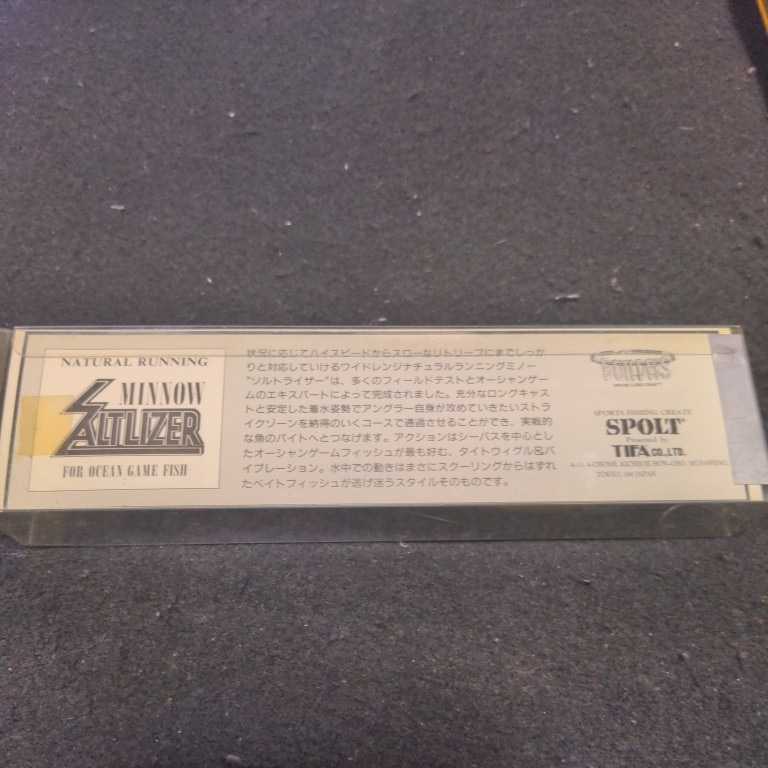 NATURAL RUNNING
MINNOW
SALTLIZER
FOR OCEAN GAME FISH
状況に応じてハイスピードからスローなリトリーブにまでしっか
りと対応していけるワイドレンジナチュラルランニングミノー
"ソルトライザー"は、多くのフィールドテストとオーシャンゲー
ムのエキスパートによって完成されました。充分なロングキャス
トと安定した着水姿勢でアングラー自身が攻めていきたいストラ
イクゾーンを納得のいくコースで通過させることができ、実戦的
な魚のバイトへとつなげます。アクションはシーバスを中心とし
たオーシャンゲームフィッシュが最も好む、タイトウィグル&バ
イブレーション。水中での動きはまさにスクーリングからはずれ
たベイトフィッシュが逃げ迷うスタイルそのものです。
SPORTS FISHING CREATE
SPOLT
Presented by
TIFA CO.,LTD.
TOKYO, JAPAN